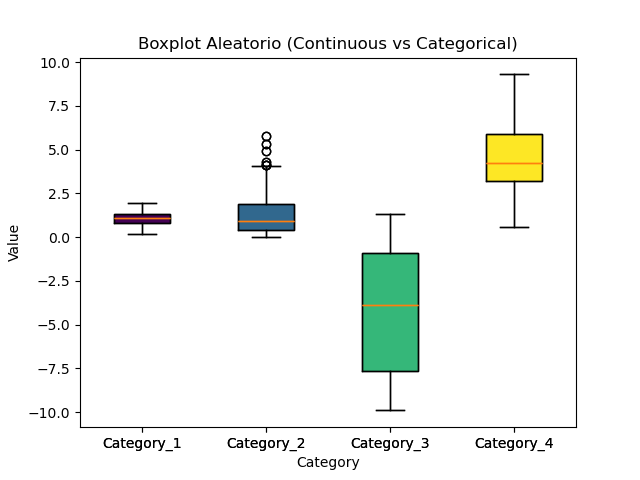 Boxplot Aleatorio (Continuous vs Categorical)
10.0
7.5
5.0
2.5
0.0
−2.5
−5.0
−7.5
−10.0
Value
Category_1 Category_2 Category_3 Category_4
Category